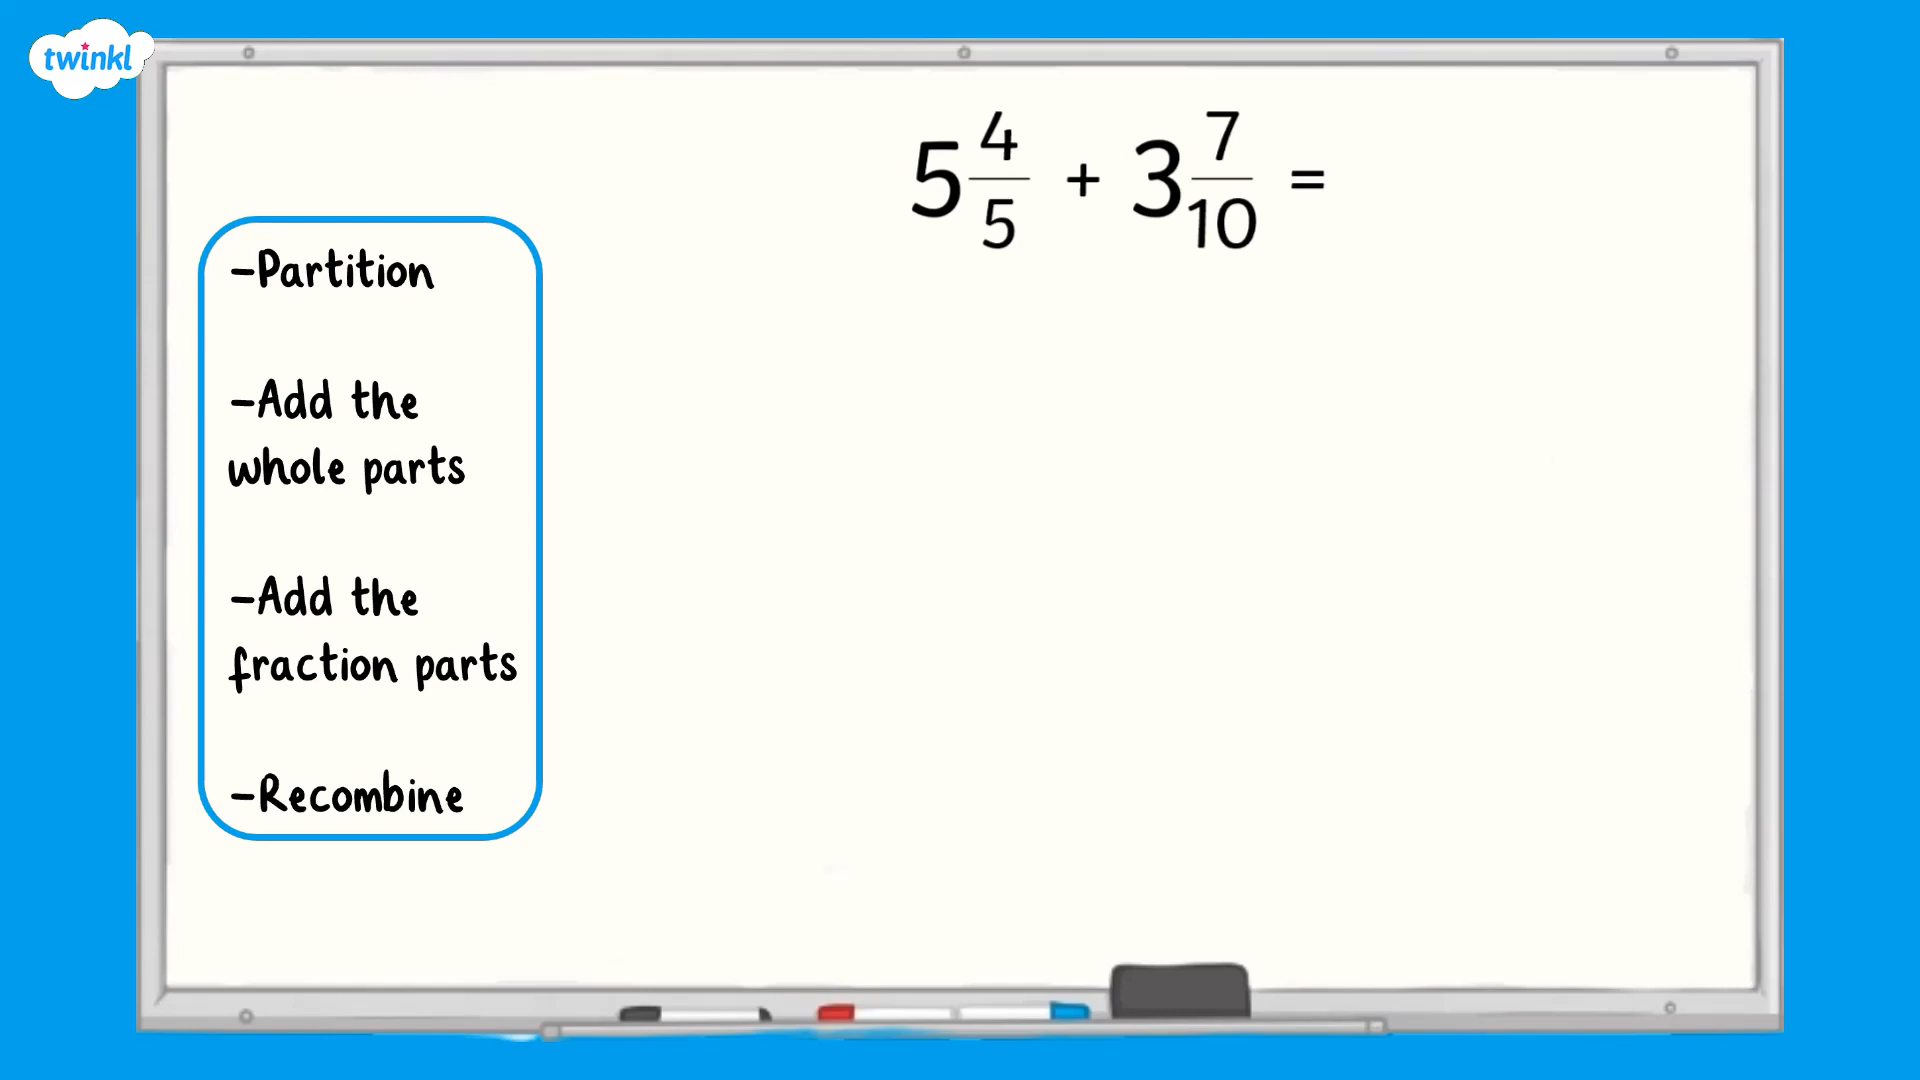 twinkl
5 4/5 + 3 7/10 =
-Partition
-Add the
whole parts
-Add the
fraction parts
-Recombine